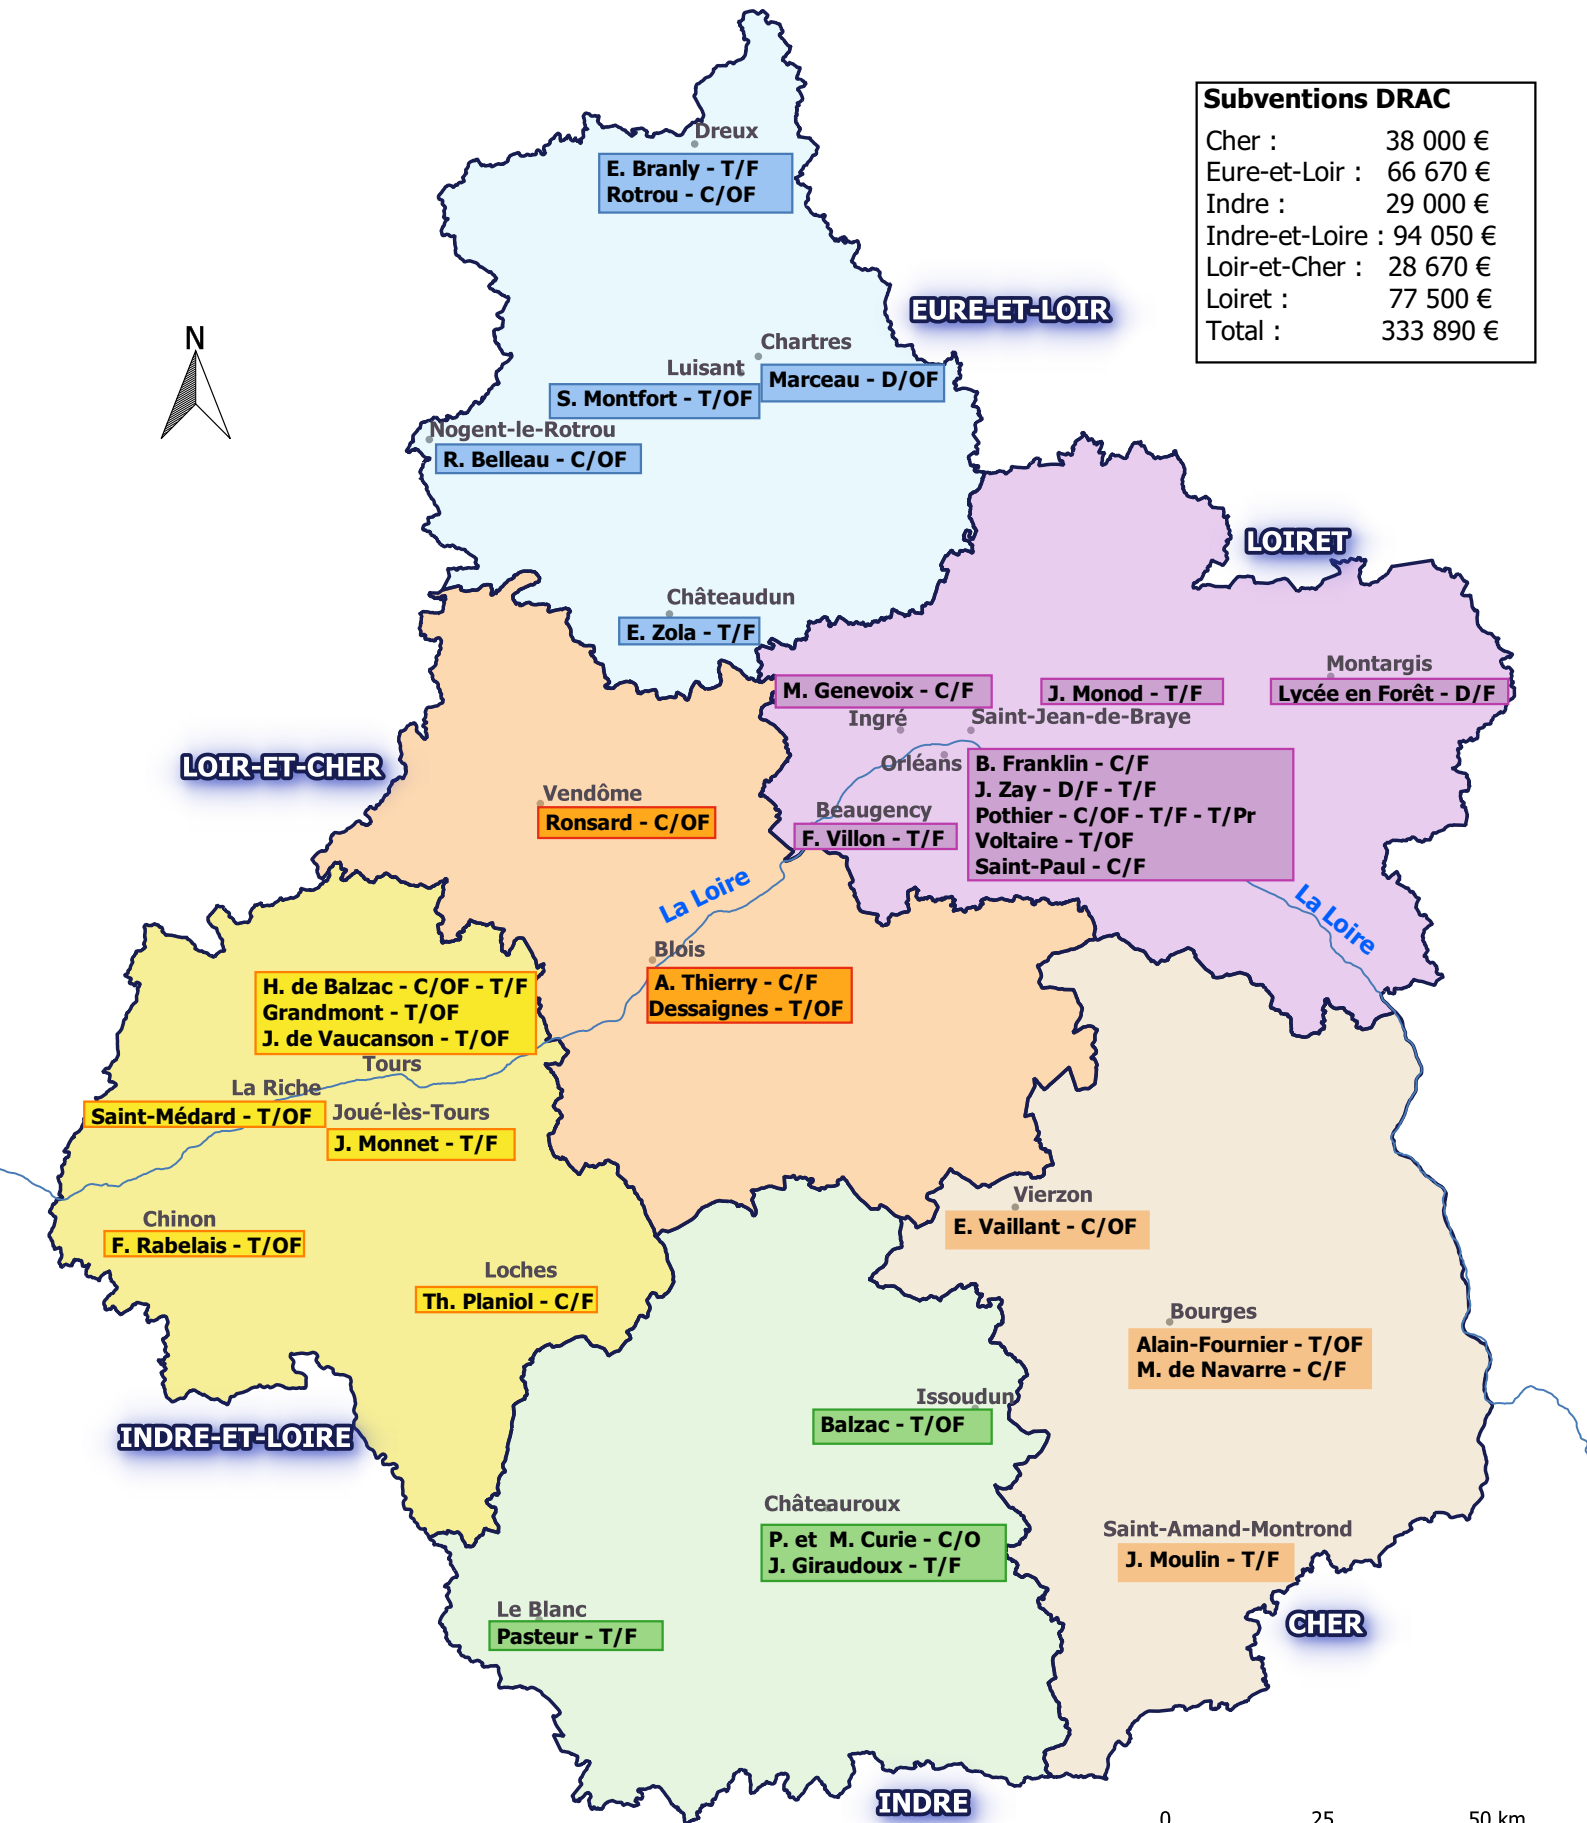 Subventions DRAC
Cher : 38 000 €
Eure-et-Loir : 66 670 €
Indre : 29 000 €
Indre-et-Loire : 94 050 €
Loir-et-Cher : 28 670 €
Loiret : 77 500 €
Total : 333 890 €
N
EURE-ET-LOIR
Dreux
E. Branly - T/F
Rotrou - C/OF
Chartres
Marceau - D/OF
Luisant
S. Montfort - T/OF
Nogent-le-Rotrou
R. Belleau - C/OF
Châteaudun
E. Zola - T/F
LOIRET
Montargis
Lycée en Forêt - D/F
M. Genevoix - C/F
Ingré
J. Monod - T/F
Saint-Jean-de-Braye
Orléans
B. Franklin - C/F
J. Zay - D/F - T/F
Pothier - C/OF - T/F - T/Pr
Voltaire - T/OF
Saint-Paul - C/F
Beaugency
F. Villon - T/F
La Loire
La Loire
LOIR-ET-CHER
Vendôme
Ronsard - C/OF
Blois
A. Thierry - C/F
Dessaignes - T/OF
H. de Balzac - C/OF - T/F
Grandmont - T/OF
J. de Vaucanson - T/OF
Tours
La Riche
Saint-Médard - T/OF
Joué-lès-Tours
J. Monnet - T/F
Chinon
F. Rabelais - T/OF
Loches
Th. Planiol - C/F
INDRE-ET-LOIRE
Vierzon
E. Vaillant - C/OF
Bourges
Alain-Fournier - T/OF
M. de Navarre - C/F
Saint-Amand-Montrond
J. Moulin - T/F
CHER
Issoudun
Balzac - T/OF
Châteauroux
P. et M. Curie - C/O
J. Giraudoux - T/F
Le Blanc
Pasteur - T/F
INDRE
0 25 50 km